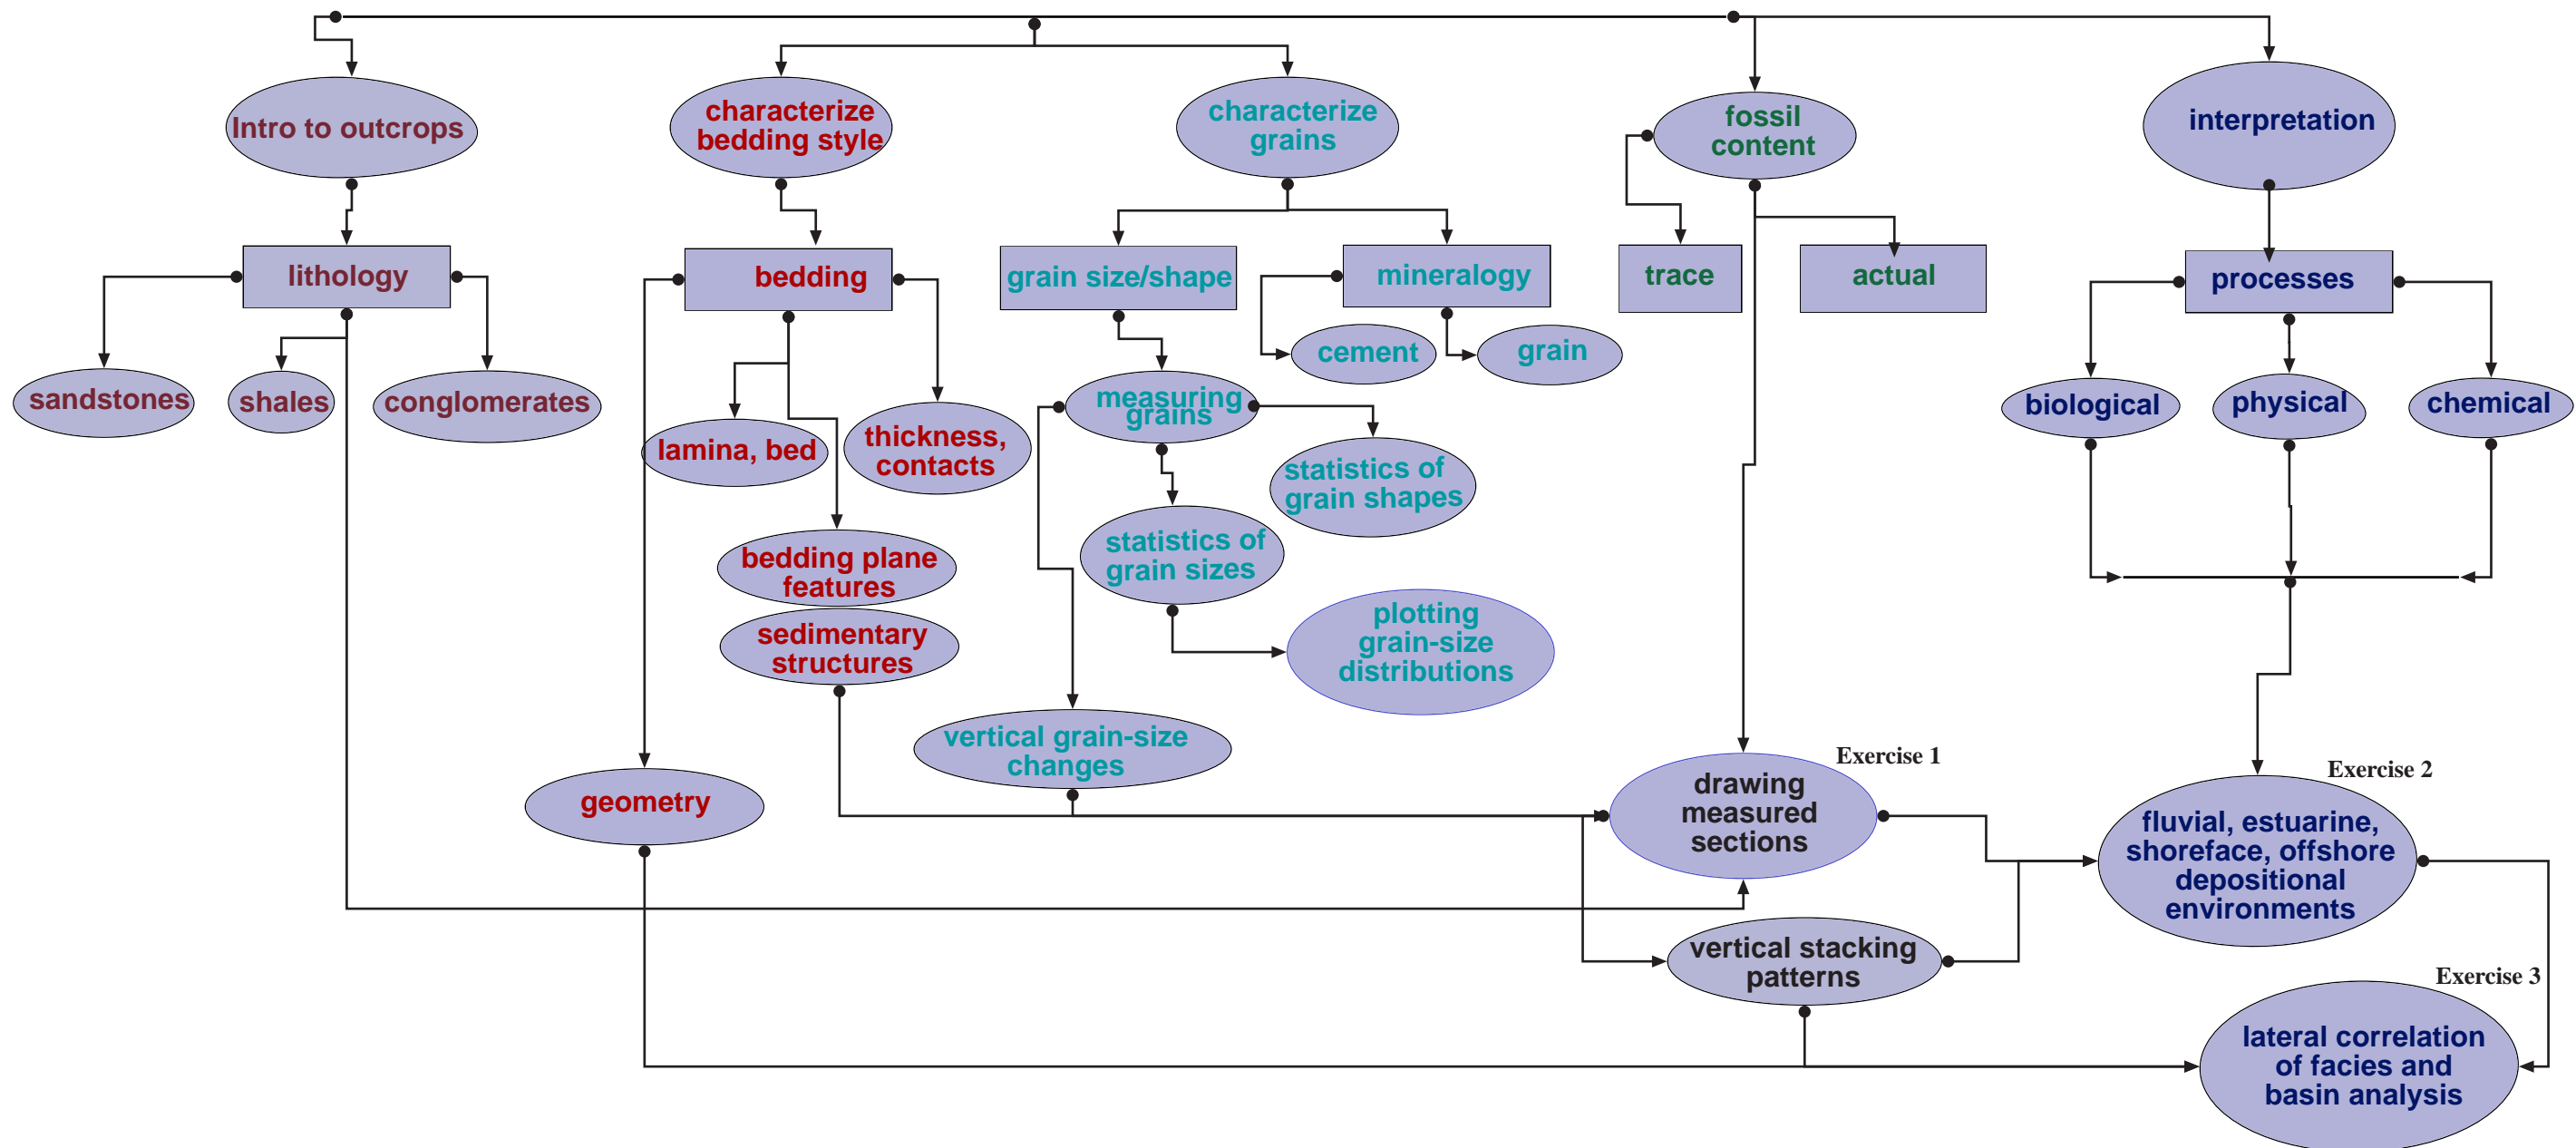 Intro to outcrops
characterize
bedding style
characterize
grains
fossil
content
interpretation
lithology
bedding
grain size/shape
mineralogy
trace
actual
processes
sandstones
shales
conglomerates
lamina, bed
thickness,
contacts
measuring
grains
cement
grain
biological
physical
chemical
statistics of
grain shapes
statistics of
grain sizes
bedding plane
features
sedimentary
structures
plotting
grain-size
distributions
vertical grain-size
changes
geometry
Exercise 1
drawing
measured
sections
Exercise 2
fluvial, estuarine,
shoreface, offshore
depositional
environments
vertical stacking
patterns
Exercise 3
lateral correlation
of facies and
basin analysis